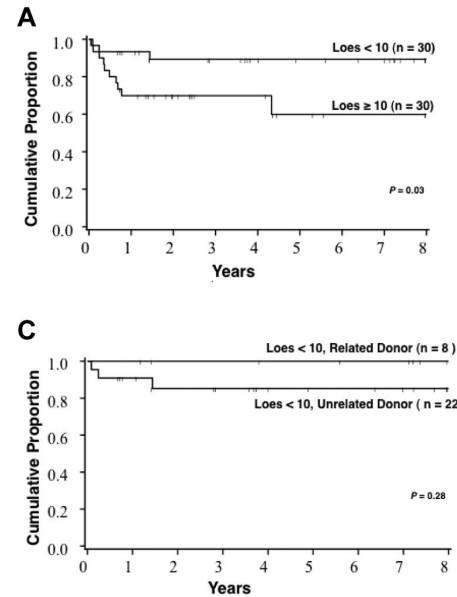 A
Cumulative Proportion
1.0
0.8
0.6
0.4
0.2
0.0
Loes < 10 (n = 30)
Loes ≥ 10 (n = 30)
P = 0.03
0 1 2 3 4 5 6 7 8
Years
C
Cumulative Proportion
1.0
0.8
0.6
0.4
0.2
0.0
Loes < 10, Related Donor (n = 8 )
Loes < 10, Unrelated Donor ( n = 22
P = 0.28
0 1 2 3 4 5 6 7 8
Years